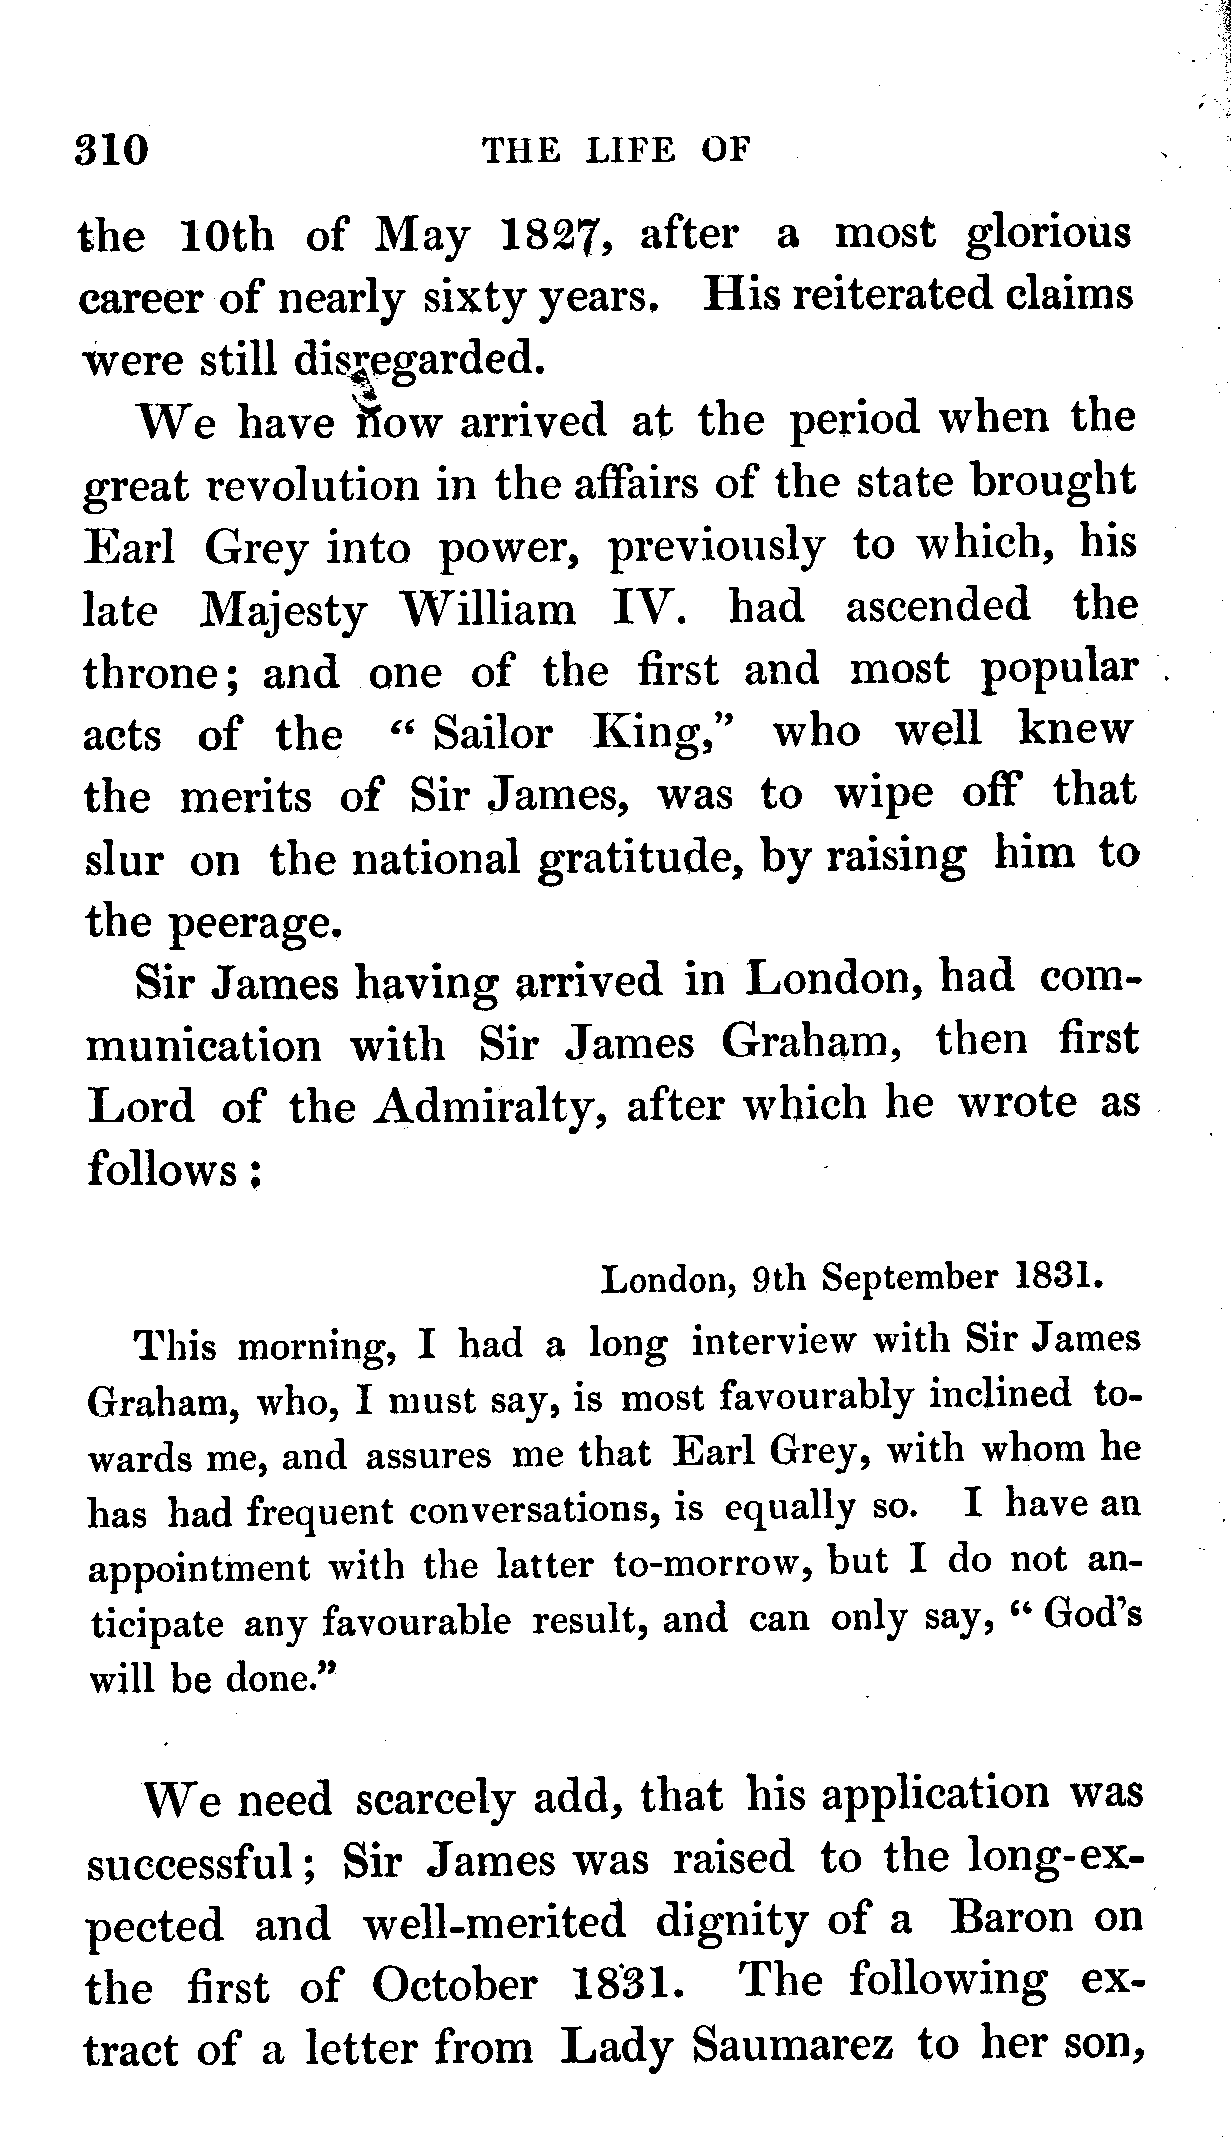 310 THE LIFE OF
the 10th of May 1827, after a most glorious
career of nearly sixty years. His reiterated claims
were still disregarded.
We have now arrived at the period when the
great revolution in the affairs of the state brought
Earl Grey into power, previously to which, his
late Majesty William IV. had ascended the
throne; and one of the first and most popular
acts of the “ Sailor King,” who well knew
the merits of Sir James, was to wipe off that
slur on the national gratitude, by raising him to
the peerage.
Sir James having arrived in London, had com-
munication with Sir James Graham, then first
Lord of the Admiralty, after which he wrote as
follows :
London, 9th September 1831.
This morning, I had a long interview with Sir James
Graham, who, I must say, is most favourably inclined to-
wards me, and assures me that Earl Grey, with whom he
has had frequent conversations, is equally so. I have an
appointment with the latter to-morrow, but I do not an-
ticipate any favourable result, and can only say, “ God's
will be done.”
We need scarcely add, that his application was
successful ; Sir James was raised to the long-ex-
pected and well-merited dignity of a Baron on
the first of October 1831. The following ex-
tract of a letter from Lady Saumarez to her son,